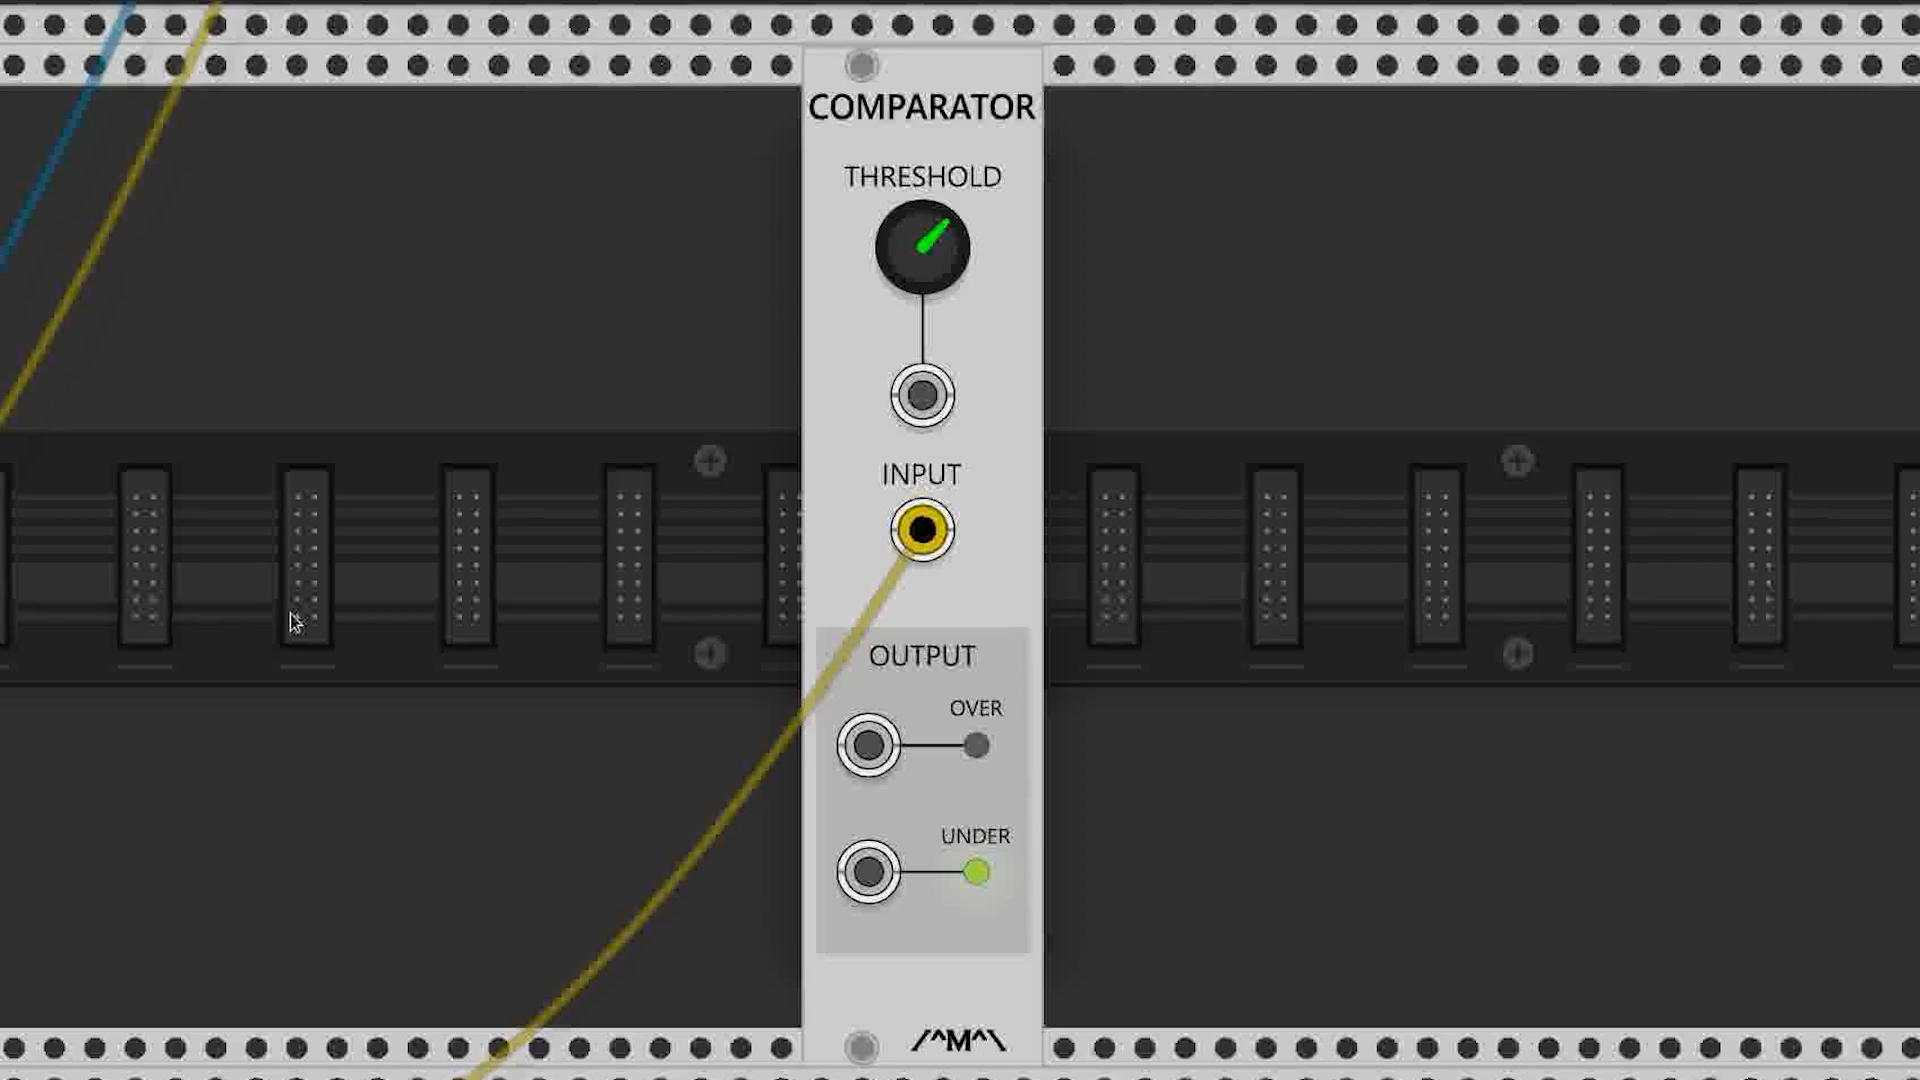 COMPARATOR
THRESHOLD
INPUT
OUTPUT
OVER
UNDER